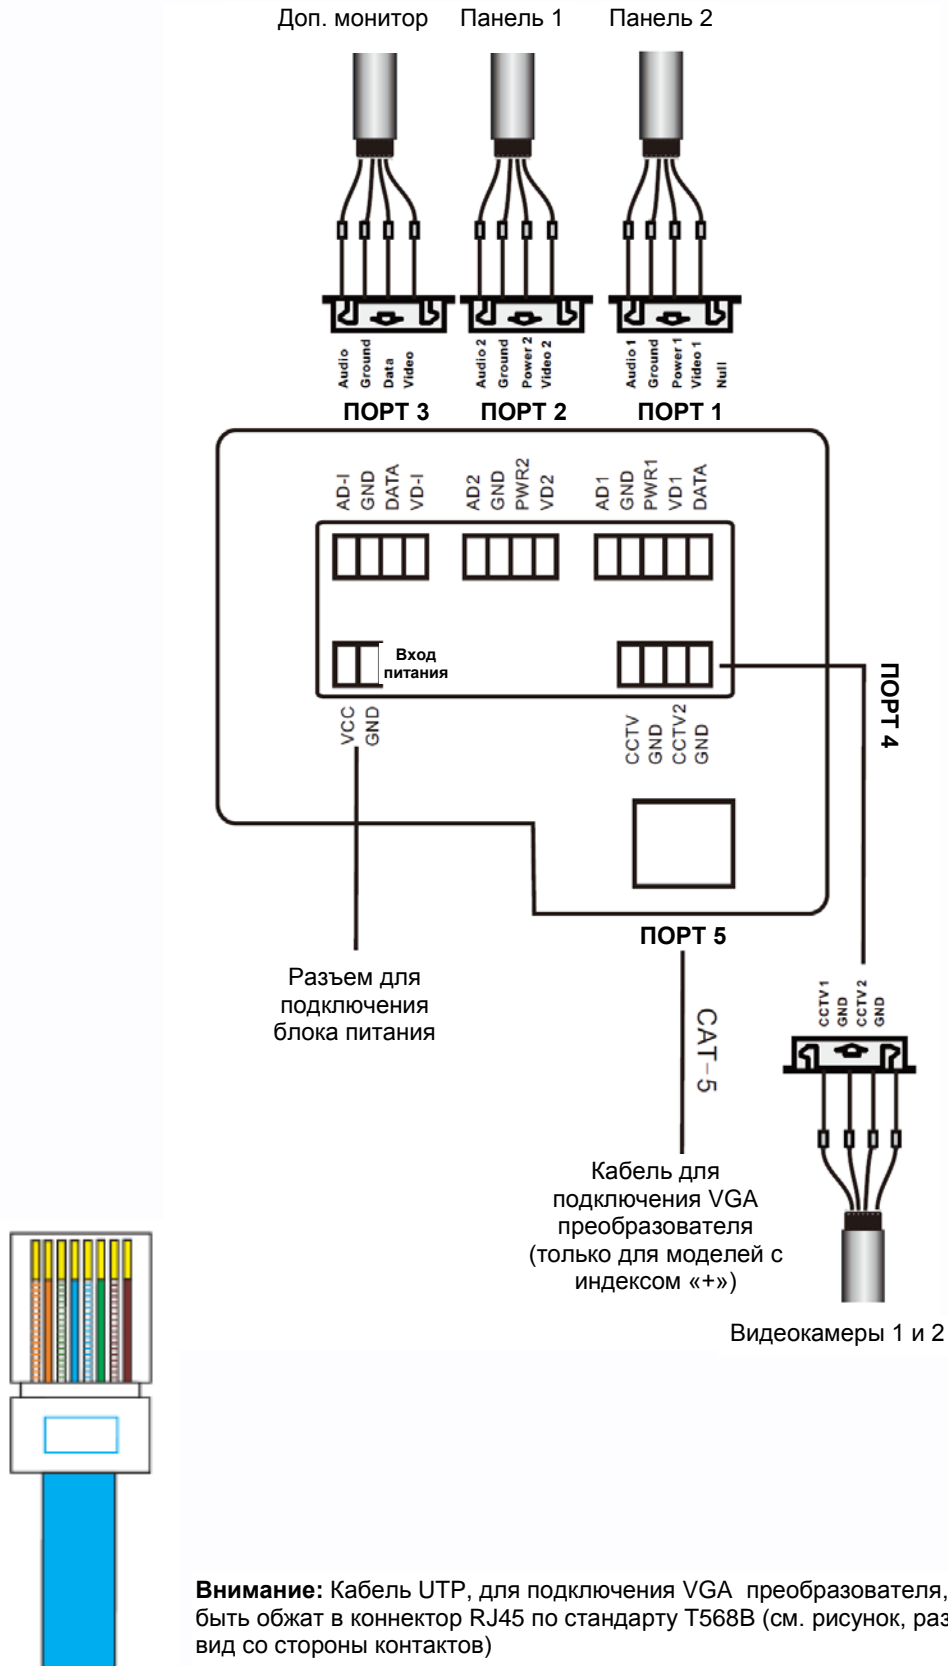 Доп. монитор
Панель 1
Панель 2
Audio
Ground
Data
Video
Audio 2
Ground
Power 2
Video 2
Audio 1
Ground
Power 1
Video 1
Null
ПОРТ 3
ПОРТ 2
ПОРТ 1
AD-I
GND
DATA
VD-I
AD2
GND
PWR2
VD2
AD1
GND
PWR1
VD1
DATA
Вход
питания
ПОРТ 4
VCC
GND
CCTV
GND
CCTV2
GND
ПОРТ 5
Разъем для
подключения
блока питания
CAT-5
CCTV1
GND
CCTV2
GND
Кабель для
подключения VGA
преобразователя
(только для моделей с
индексом «+»)
Видеокамеры 1 и 2
Внимание: Кабель UTP, для подключения VGA преобразователя,
быть обжат в коннектор RJ45 по стандарту T568B (см. рисунок, раз
вид со стороны контактов)